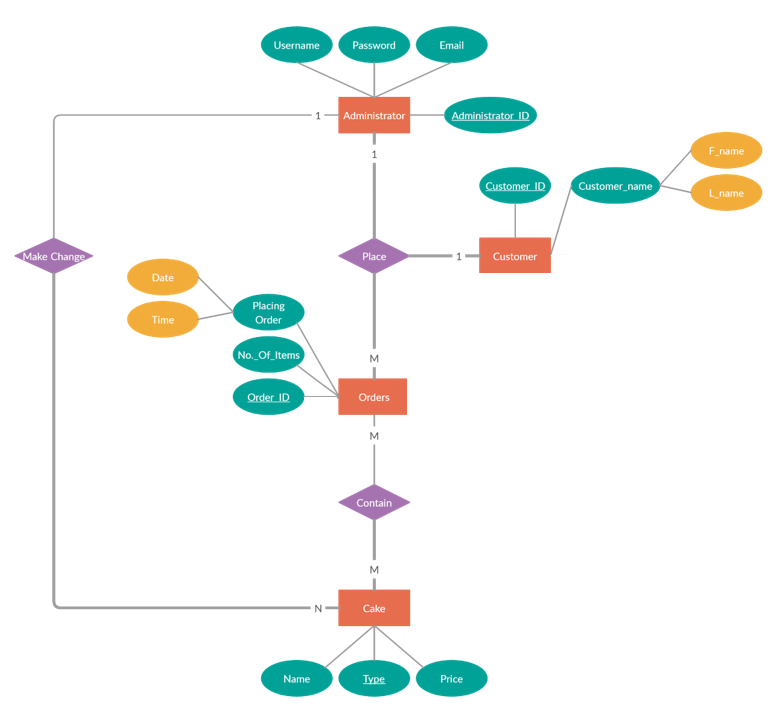 Username
Password
Email
1
Administrator
Administrator_ID
1
F_name
Customer_ID
Customer_name
L_name
Make Change
Place
1
Customer
Date
Placing
Order
Time
No._Of_Items
M
Order_ID
Orders
M
Contain
M
N
Cake
Name
Type
Price